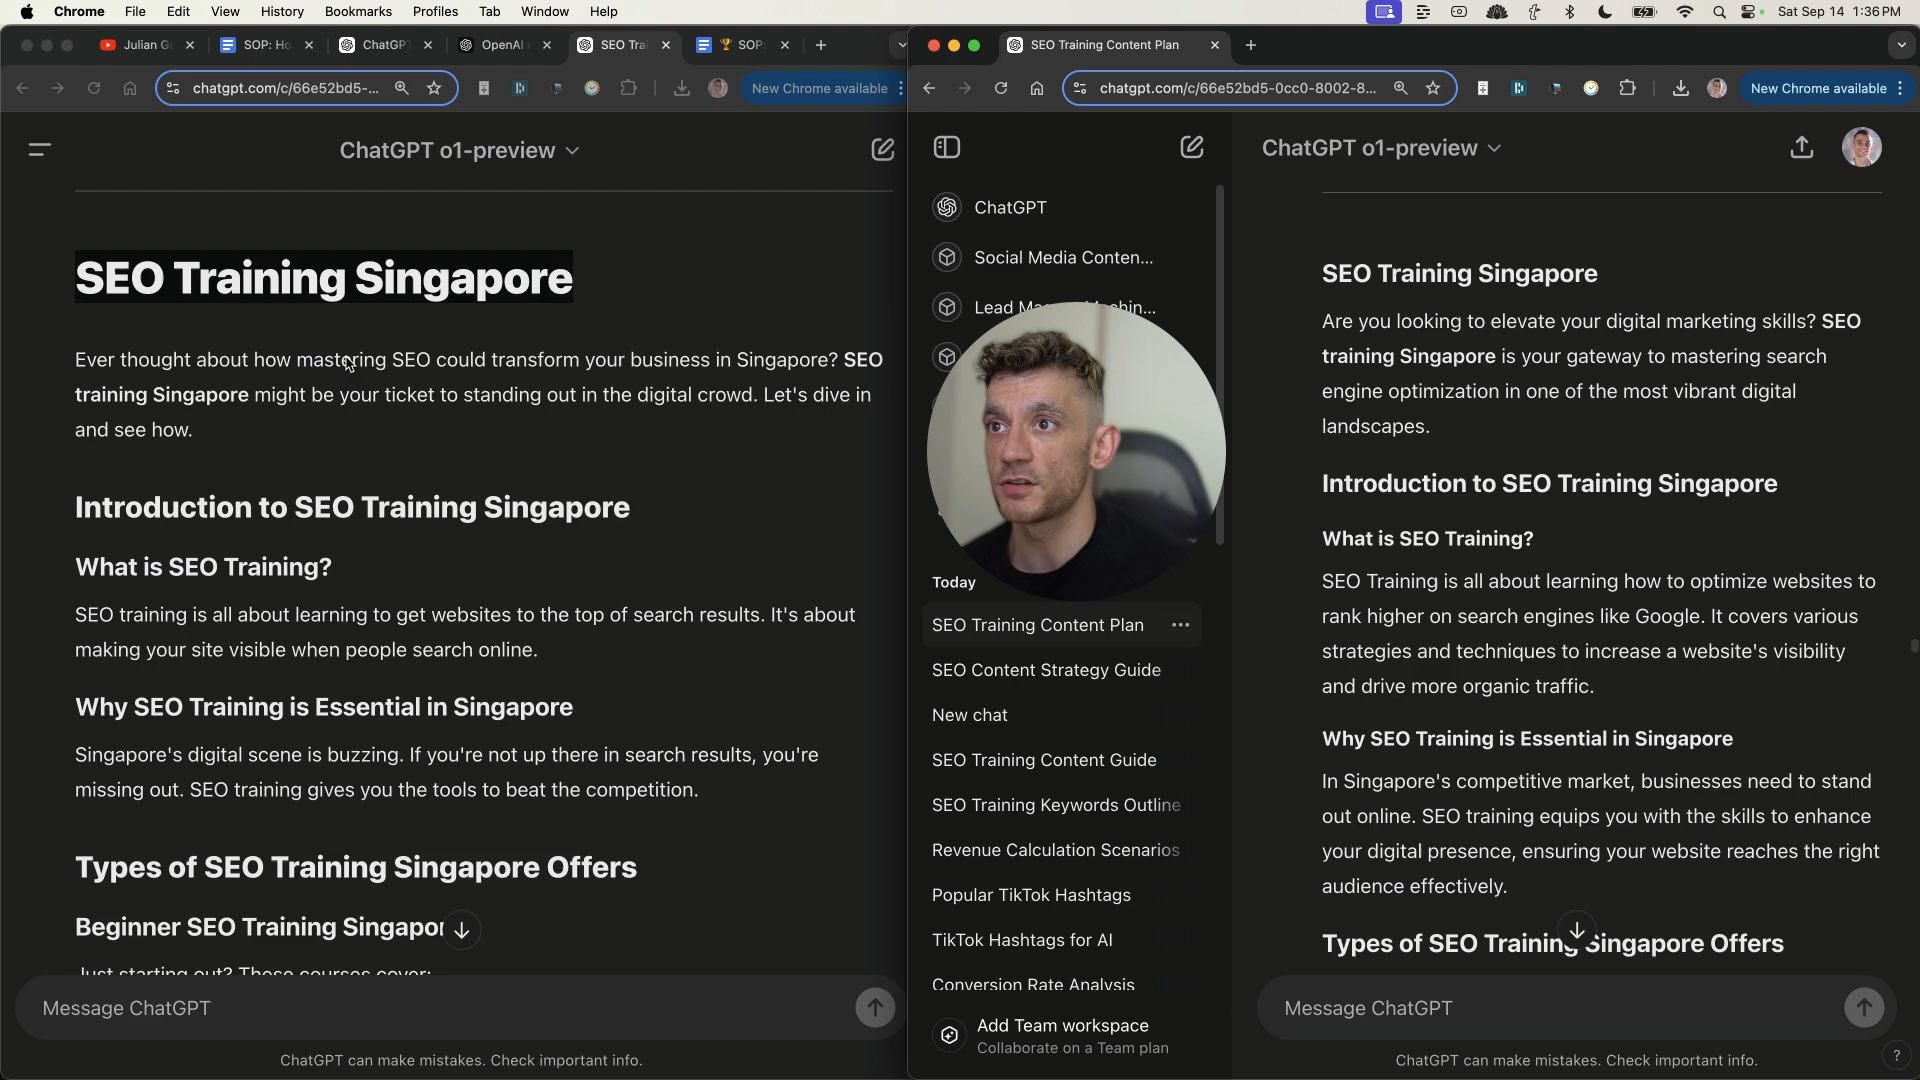 Chrome File Edit View History Bookmarks Profiles Tab Window Help
Sat Sep 14 1:36 PM
Julian G
SOP: Ho
ChatGP
OpenAI
SEO Trai
SOP:
chatgpt.com/c/66e52bd5-...
New Chrome available
ChatGPT o1-preview
SEO Training Singapore
Ever thought about how mastering SEO could transform your business in Singapore? SEO
training Singapore might be your ticket to standing out in the digital crowd. Let's dive in
and see how.
Introduction to SEO Training Singapore
What is SEO Training?
SEO training is all about learning to get websites to the top of search results. It's about
making your site visible when people search online.
Why SEO Training is Essential in Singapore
Singapore's digital scene is buzzing. If you're not up there in search results, you're
missing out. SEO training gives you the tools to beat the competition.
Types of SEO Training Singapore Offers
Beginner SEO Training Singapor
Just starting out? These courses cover:
Message ChatGPT
ChatGPT can make mistakes. Check important info.
SEO Training Content Plan
chatgpt.com/c/66e52bd5-0cc0-8002-8...
New Chrome available
ChatGPT
Social Media Conten...
Lead Ma
hin...
Today
SEO Training Content Plan
SEO Content Strategy Guide
New chat
SEO Training Content Guide
SEO Training Keywords Outline
Revenue Calculation Scenarios
Popular TikTok Hashtags
TikTok Hashtags for AI
Conversion Rate Analysis
Add Team workspace
Collaborate on a Team plan
ChatGPT o1-preview
SEO Training Singapore
Are you looking to elevate your digital marketing skills? SEO
training Singapore is your gateway to mastering search
engine optimization in one of the most vibrant digital
landscapes.
Introduction to SEO Training Singapore
What is SEO Training?
SEO Training is all about learning how to optimize websites to
rank higher on search engines like Google. It covers various
strategies and techniques to increase a website's visibility
and drive more organic traffic.
Why SEO Training is Essential in Singapore
In Singapore's competitive market, businesses need to stand
out online. SEO training equips you with the skills to enhance
your digital presence, ensuring your website reaches the right
audience effectively.
Types of SEO Training Singapore Offers
Message ChatGPT
ChatGPT can make mistakes. Check important info.
?